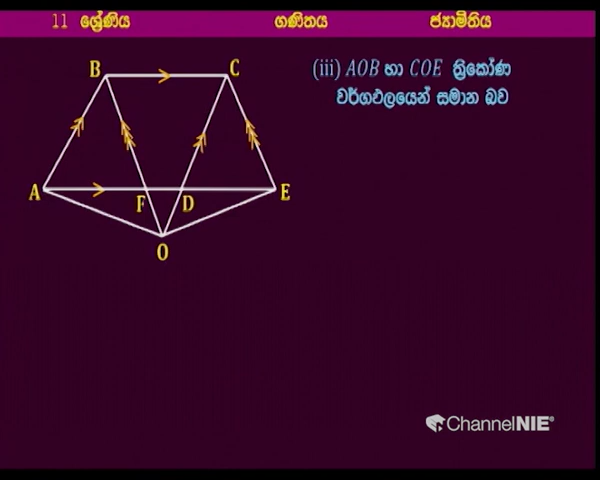 11 ශ්‍රේණිය ගණිතය ජ්‍යාමිතිය
(iii) AOB හා COE ත්‍රිකෝණ
වර්ගඵලයෙන් සමාන බව
B C
A F D E
O
ChannelNIE